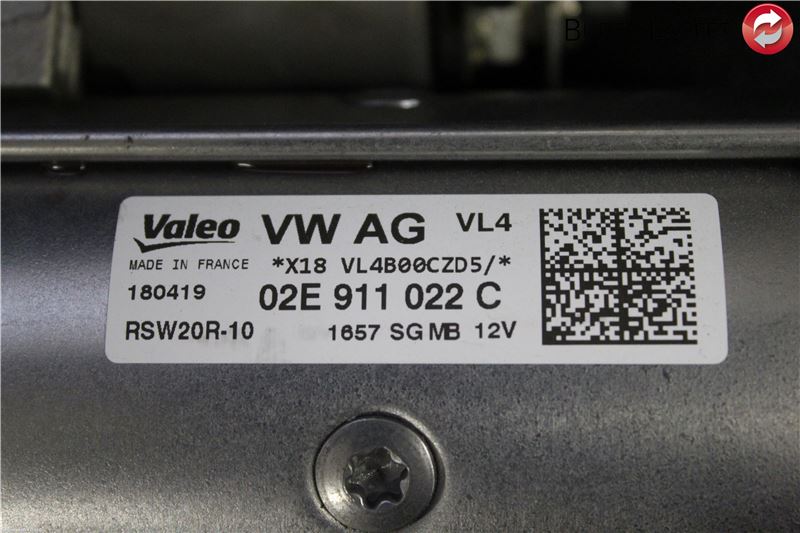 Valeo VW AG VL4
MADE IN FRANCE *X18 VL4B00CZD5/*
180419 02E 911 022 C
RSW20R-10 1657 SG MB 12V